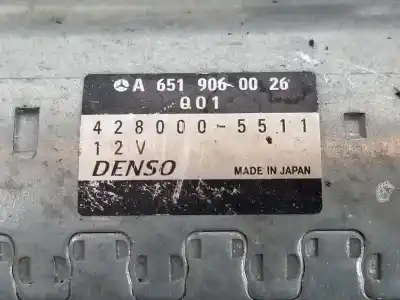 A 651 906 00 26
Q01
428000-5511
12V
DENSO MADE IN JAPAN